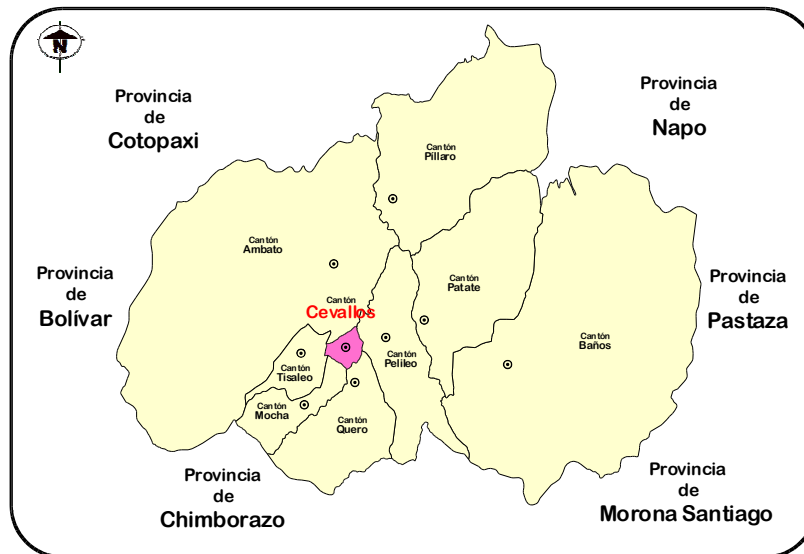 N
Provincia
de
Cotopaxi
Provincia
de
Napo
Cantón
Píllaro
Cantón
Ambato
Cantón
Patate
Provincia
de
Bolívar
Provincia
de
Pastaza
Cantón
Cevallos
Cantón
Baños
Cantón
Pelileo
Cantón
Tisaleo
Cantón
Mocha
Cantón
Quero
Provincia
de
Chimborazo
Provincia
de
Morona Santiago